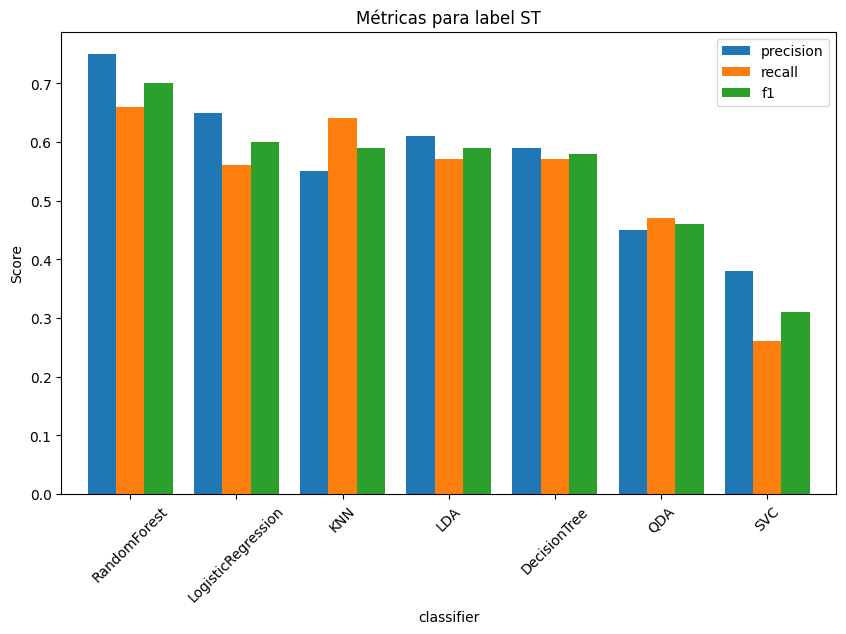 Métricas para label ST
precision
recall
f1
Score
0.7
0.6
0.5
0.4
0.3
0.2
0.1
0.0
RandomForest
LogisticRegression
KNN
LDA
DecisionTree
QDA
SVC
classifier